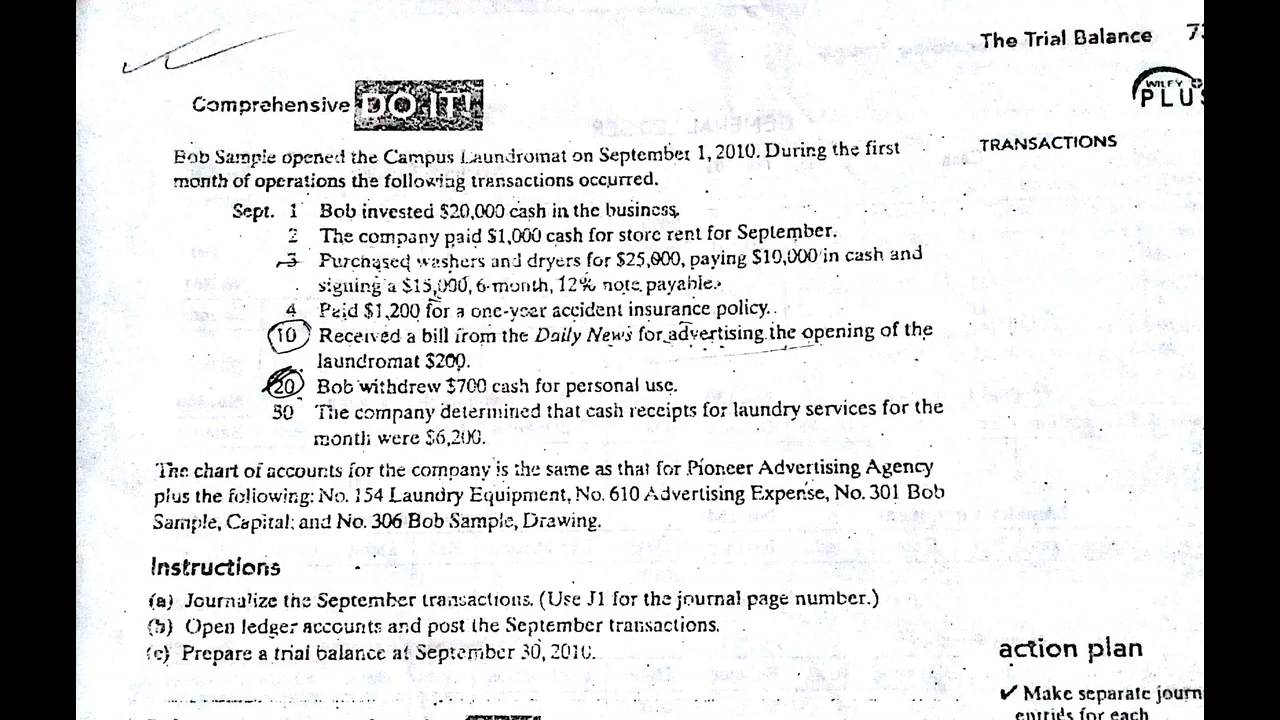 The Trial Balance
Comprehensive DO IT!
WILEY
PLUS
TRANSACTIONS
Bob Sample opened the Campus Laundromat on September 1, 2010. During the first
month of operations the following transactions occurred.
Sept. 1 Bob invested $20,000 cash in the business.
2 The company paid $1,000 cash for store rent for September.
3 Purchased washers and dryers for $25,000, paying $10,000 in cash and
signing a $15,000, 6-month, 12% note payable.
4 Paid $1,200 for a one-year accident insurance policy.
10 Received a bill from the Daily News for advertising the opening of the
laundromat $200.
20 Bob withdrew $700 cash for personal use.
30 The company determined that cash receipts for laundry services for the
month were $6,200.
The chart of accounts for the company is the same as that for Pioneer Advertising Agency
plus the following: No. 154 Laundry Equipment, No. 610 Advertising Expense, No. 301 Bob
Sample, Capital; and No. 306 Bob Sample, Drawing.
Instructions
(a) Journalize the September transactions. (Use J1 for the journal page number.)
(b) Open ledger accounts and post the September transactions.
(c) Prepare a trial balance at September 30, 2010.
action plan
✔ Make separate journ
entries for each